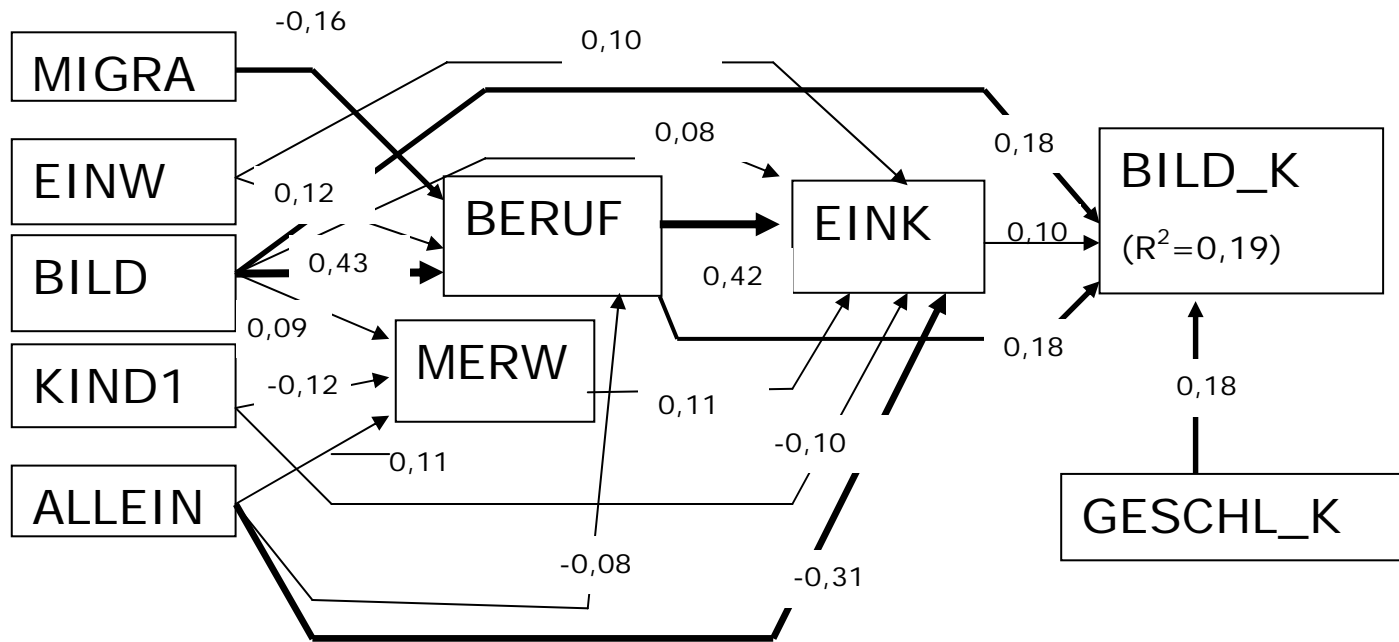 -0,16
0,10
MIGRA
0,08
0,18
EINW
0,12
BERUF
EINK
BILD_K
0,10
(R²=0,19)
BILD
0,43
0,42
0,09
MERW
0,18
KIND1
-0,12
0,11
0,18
-0,10
0,11
ALLEIN
GESCHL_K
-0,08
-0,31